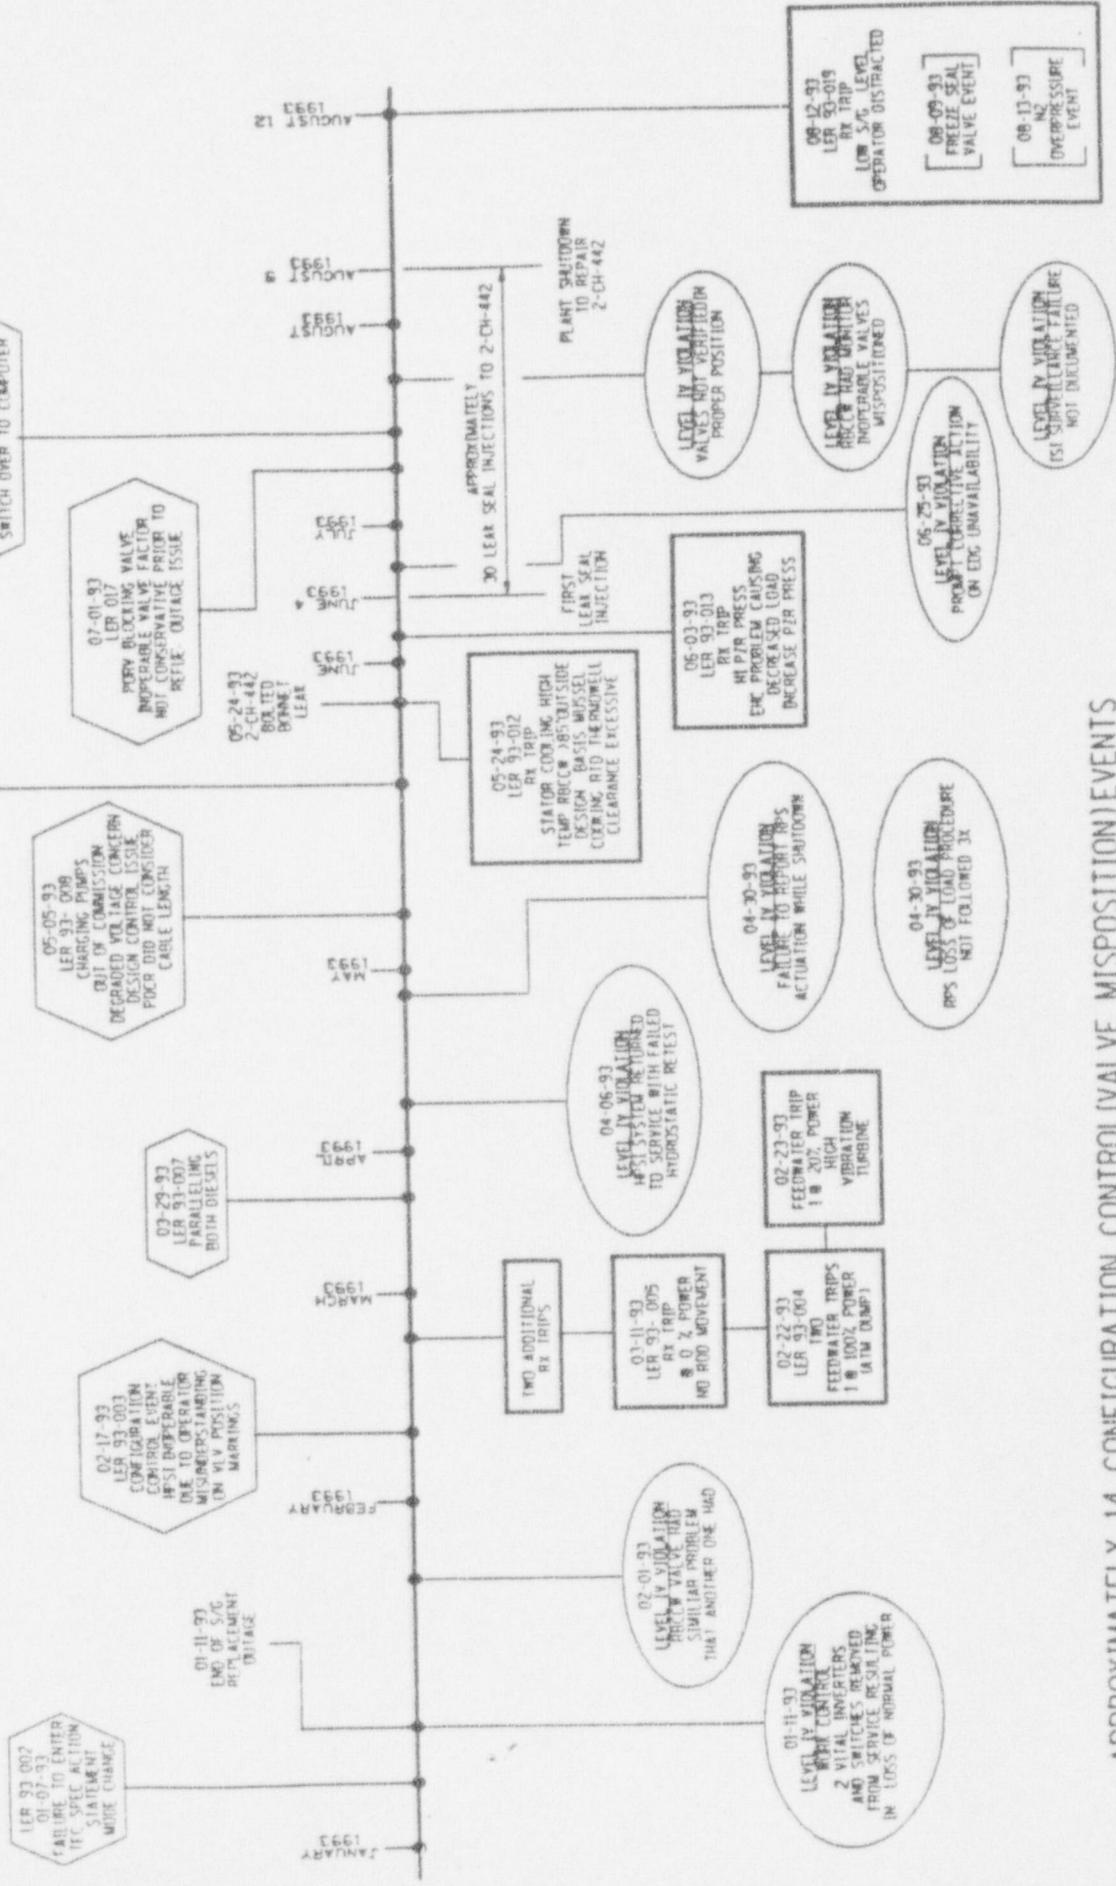 LER 93 002
01-07-93
FAILURE TO ENTER
TEC SPEC ACTION
STATEMENT
MODE CHANGE
02-17-93
LER 93-003
CONFIGURATION
CONTROL EVENT
HPSI INOPERABLE
DUE TO OPERATOR
MISUNDERSTANDING
ON VLV POSITION
MARKINGS
03-29-93
LER 93-007
PARALLELING
BOTH DIESELS
05-05-93
LER 93- 008
CHARGING PUMPS
OUT OF COMMISSION
DEGRADED VOLTAGE CONCERN
DESIGN CONTROL ISSUE
PDCR DID NOT CONSIDER
CABLE LENGTH
07-01-93
LER 017
PORV BLOCKING VALVE
INOPERABLE VALVE FACTOR
NOT CONSERVATIVE PRIOR TO
REFUE- OUTAGE ISSUE
SWITCH OVER TO COMPUTER
01-11-93
END OF S/G
REPLACEMENT
OUTAGE
05-24-93
2-CH-442
BOLTED
BONNET
LEAK
JANUARY
1993
FEBRUARY
1993
MARCH
1993
APRIL
1993
MAY
1993
JUNE
1993
JUNE 4
1993
JULY
1993
AUGUST
1993
AUGUST 8
1993
AUGUST 12
1993
APPROXIMATELY
30 LEAK SEAL INJECTIONS TO 2-CH-442
FIRST
LEAK SEAL
INJECTION
PLANT SHUTDOWN
TO REPAIR
2-CH-442
01-11-93
LEVEL IV VIOLATION
WORK CONTROL
2 VITAL INVERTERS
AND SWITCHES REMOVED
FROM SERVICE RESULTING
IN LOSS OF NORMAL POWER
02-01-93
LEVEL IV VIOLATION
RBCCW VALVE HAD
SIMILIAR PROBLEM
THAT ANOTHER ONE HAD
TWO ADDITIONAL
RX TRIPS
03-11-93
LER 93- 005
RX TRIP
@ 0 % POWER
NO ROD MOVEMENT
02-22-93
LER 93-004
TWO
FEEDWATER TRIPS
1 @ 100% POWER
(ATM DUMP)
02-23-93
FEEDWATER TRIP
1 @ 20% POWER
HIGH
VIBRATION
TURBINE
04-06-93
LEVEL IV VIOLATION
HPSI SYSTEM RETURNED
TO SERVICE WITH FAILED
HYDROSTATIC RETEST
04-30-93
LEVEL IV VIOLATION
FAILURE TO REPORT RPS
ACTUATION WHILE SHUTDOWN
04-30-93
LEVEL IV VIOLATION
RPS LOSS OF LOAD PROCEDURE
NOT FOLLOWED 3X
05-24-93
LER 93-012
RX TRIP
STATOR COOLING HIGH
TEMP RBCCW >85°OUTSIDE
DESIGN BASIS MUSSEL
COOKING RTD THERMOWELL
CLEARANCE EXCESSIVE
06-03-93
LER 93-013
RX TRIP
HI PZR PRESS
EHC PROBLEM CAUSING
DECREASED LOAD
INCREASE PZR PRESS
06-25-93
LEVEL IV VIOLATION
PROMPT CORRECTIVE ACTION
ON EDG UNAVAILABILITY
LEVEL IV VIOLATION
VALVES NOT VERIFIED IN
PROPER POSITION
LEVEL IV VIOLATION
RBCCW RAD MONITOR
INOPERABLE VALVES
MISPOSITIONED
LEVEL IV VIOLATION
ISI SURVEILLANCE FAILURE
NOT DOCUMENTED
08-12-93
LER 93-019
RX TRIP
LOW S/G LEVEL
OPERATOR DISTRACTED
08-09-93
FREEZE SEAL
VALVE EVENT
08-13-93
N2
OVERPRESSURE
EVENT
APPROXIMATELY 14 CONFIGURATION CONTROL(VALVE MISPOSITION)EVENTS